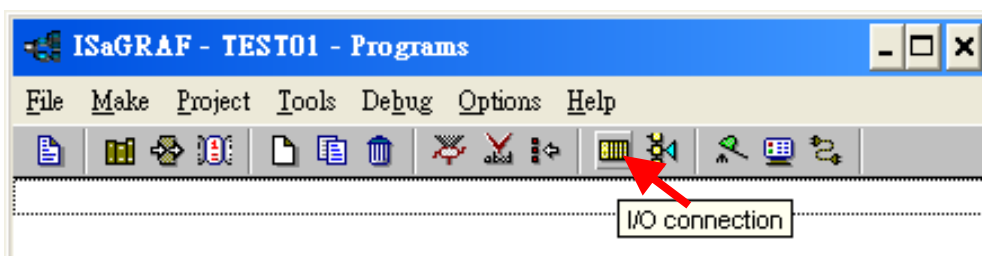 ISaGRAF - TEST01 - Programs
File Make Project Tools Debug Options Help
I/O connection